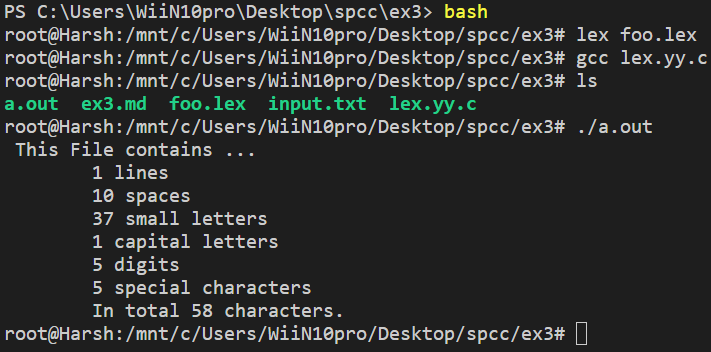 PS C:\Users\WiiN10pro\Desktop\spcc\ex3> bash
root@Harsh:/mnt/c/Users/WiiN10pro/Desktop/spcc/ex3# lex foo.lex
root@Harsh:/mnt/c/Users/WiiN10pro/Desktop/spcc/ex3# gcc lex.yy.c
root@Harsh:/mnt/c/Users/WiiN10pro/Desktop/spcc/ex3# ls
a.out  ex3.md  foo.lex  input.txt  lex.yy.c
root@Harsh:/mnt/c/Users/WiiN10pro/Desktop/spcc/ex3# ./a.out
 This File contains ...
        1 lines
        10 spaces
        37 small letters
        1 capital letters
        5 digits
        5 special characters
        In total 58 characters.
root@Harsh:/mnt/c/Users/WiiN10pro/Desktop/spcc/ex3#